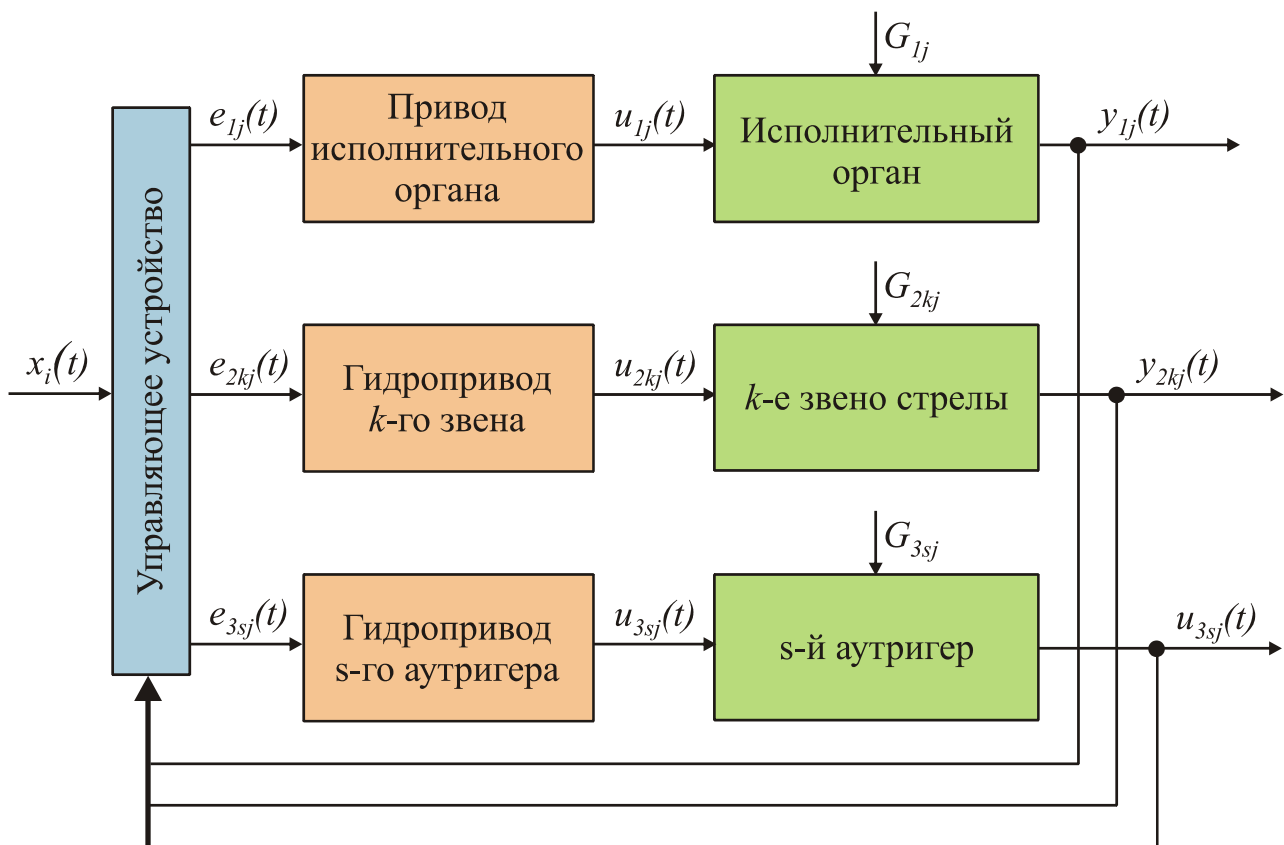 G1j
e1j(t)
Привод
исполнительного
органа
u1j(t)
Исполнительный
орган
y1j(t)
Управляющее устройство
xi(t)
G2kj
e2kj(t)
Гидропривод
k-го звена
u2kj(t)
k-е звено стрелы
y2kj(t)
G3sj
e3sj(t)
Гидропривод
s-го аутригера
u3sj(t)
s-й аутригер
u3sj(t)